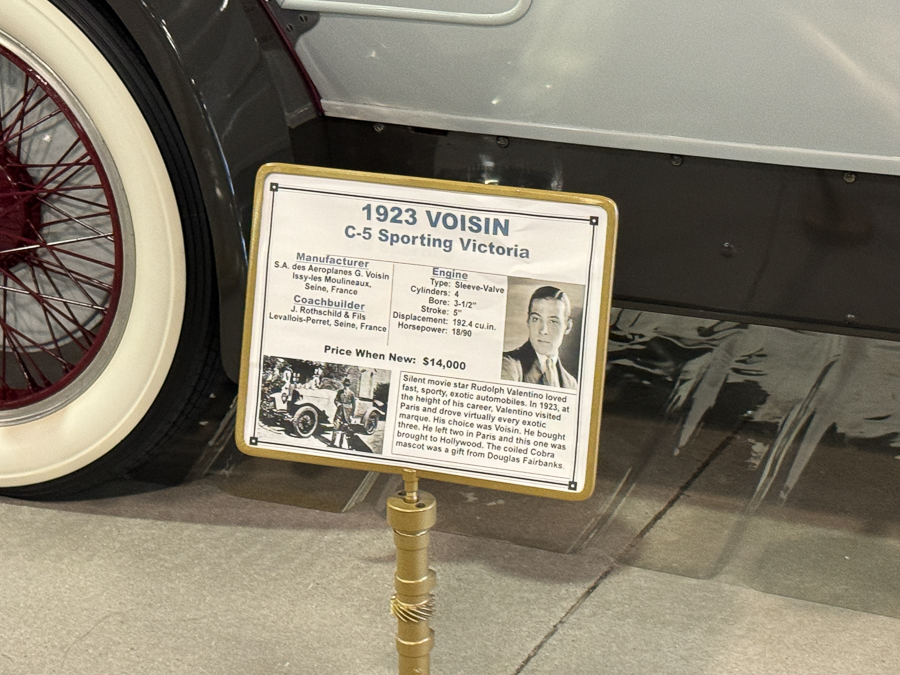 1923 VOISIN
C-5 Sporting Victoria
Manufacturer
S.A. des Aeroplanes G. Voisin
Issy-les Moulineaux,
Seine, France
Coachbuilder
J. Rothschild & Fils
Levallois-Perret, Seine, France
Engine
Type: Sleeve-Valve
Cylinders: 4
Bore: 3-1/2"
Stroke: 5"
Displacement: 192.4 cu.in.
Horsepower: 18/90
Price When New: $14,000
Silent movie star Rudolph Valentino loved
fast, sporty, exotic automobiles. In 1923, at
the height of his career, Valentino visited
Paris and drove virtually every exotic
marque. His choice was Voisin. He bought
three. He left two in Paris and this one was
brought to Hollywood. The coiled Cobra
mascot was a gift from Douglas Fairbanks.